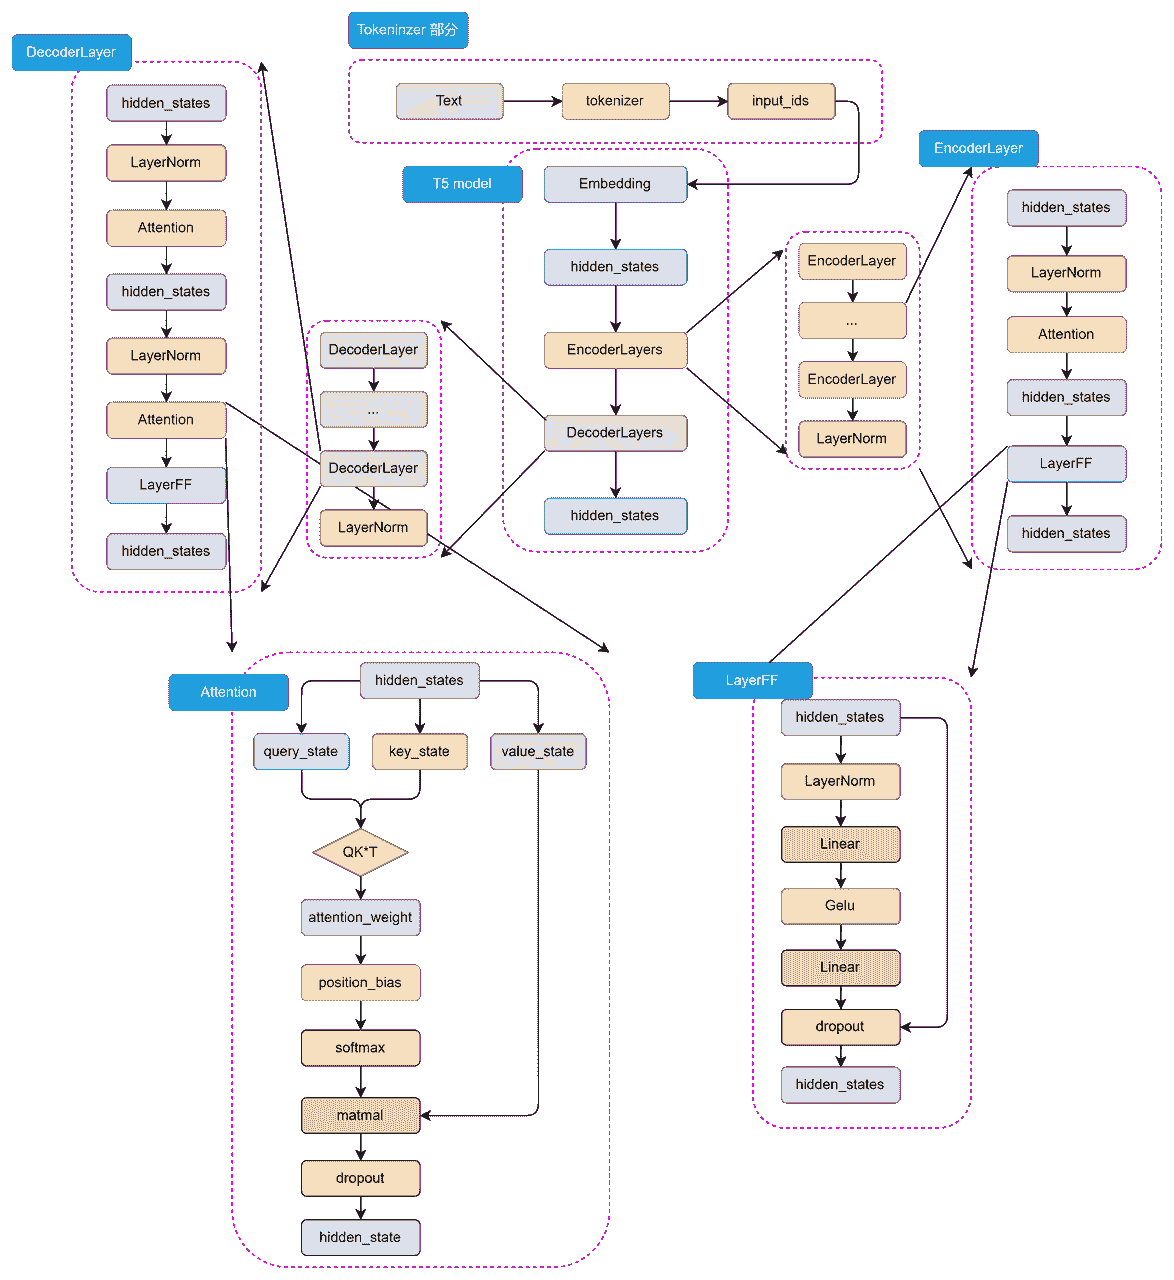 Tokeninzer 部分
Text
tokenizer
input_ids
DecoderLayer
hidden_states
LayerNorm
Attention
hidden_states
LayerNorm
Attention
LayerFF
hidden_states
DecoderLayer
...
DecoderLayer
LayerNorm
T5 model
Embedding
hidden_states
EncoderLayers
DecoderLayers
hidden_states
EncoderLayer
...
EncoderLayer
LayerNorm
EncoderLayer
hidden_states
LayerNorm
Attention
hidden_states
LayerFF
hidden_states
Attention
hidden_states
query_state
key_state
value_state
QK*T
attention_weight
position_bias
softmax
matmal
dropout
hidden_state
LayerFF
hidden_states
LayerNorm
Linear
Gelu
Linear
dropout
hidden_states